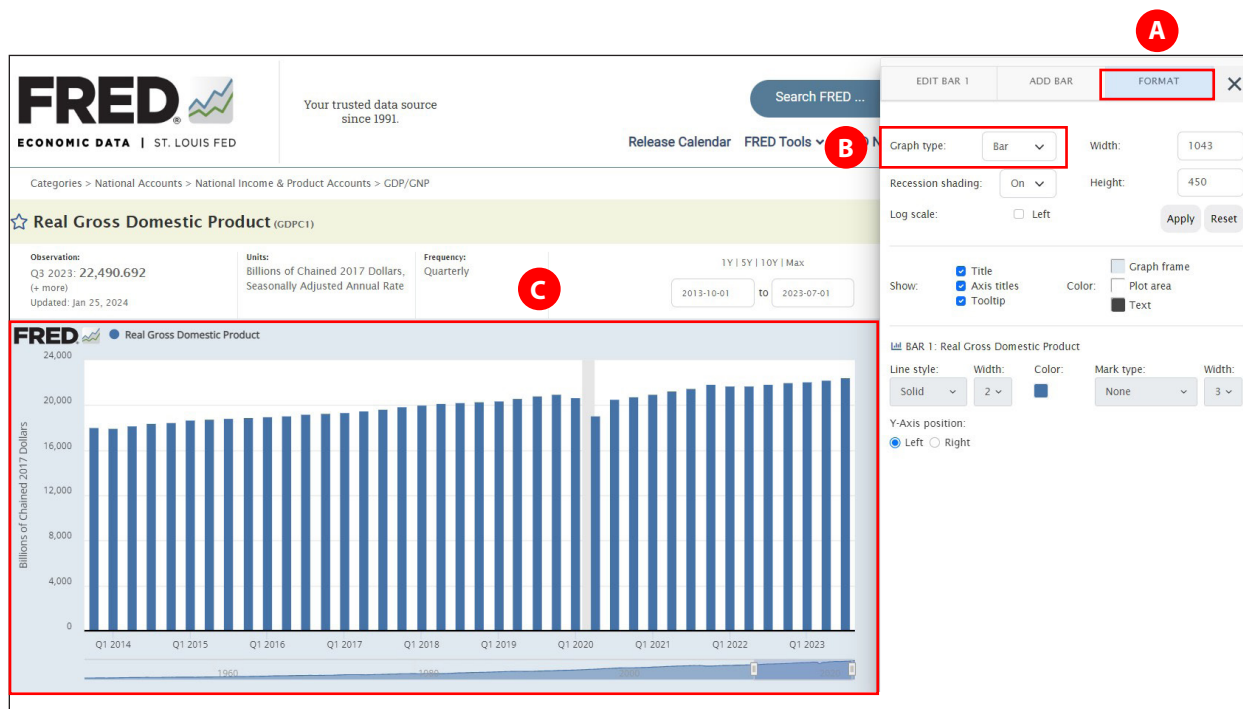 A
FRED®
ECONOMIC DATA | ST. LOUIS FED
Your trusted data source
since 1991.
Search FRED ...
Release Calendar FRED Tools
B
Categories > National Accounts > National Income & Product Accounts > GDP/GNP
Real Gross Domestic Product (GDPC1)
Observation:
Q3 2023: 22,490.692
(+ more)
Updated: Jan 25, 2024
Units:
Billions of Chained 2017 Dollars,
Seasonally Adjusted Annual Rate
Frequency:
Quarterly
C
1Y | 5Y | 10Y | Max
2013-10-01 to 2023-07-01
FRED Real Gross Domestic Product
Billions of Chained 2017 Dollars
24,000
20,000
16,000
12,000
8,000
4,000
0
Q1 2014 Q1 2015 Q1 2016 Q1 2017 Q1 2018 Q1 2019 Q1 2020 Q1 2021 Q1 2022 Q1 2023
1960 1980 2000
EDIT BAR 1 ADD BAR FORMAT
Graph type: Bar Width: 1043
Recession shading: On Height: 450
Log scale: Left Apply Reset
Show: Title
Axis titles
Tooltip
Color: Graph frame
Plot area
Text
BAR 1: Real Gross Domestic Product
Line style: Width: Color: Mark type: Width:
Solid 2 None 3
Y-Axis position:
Left Right